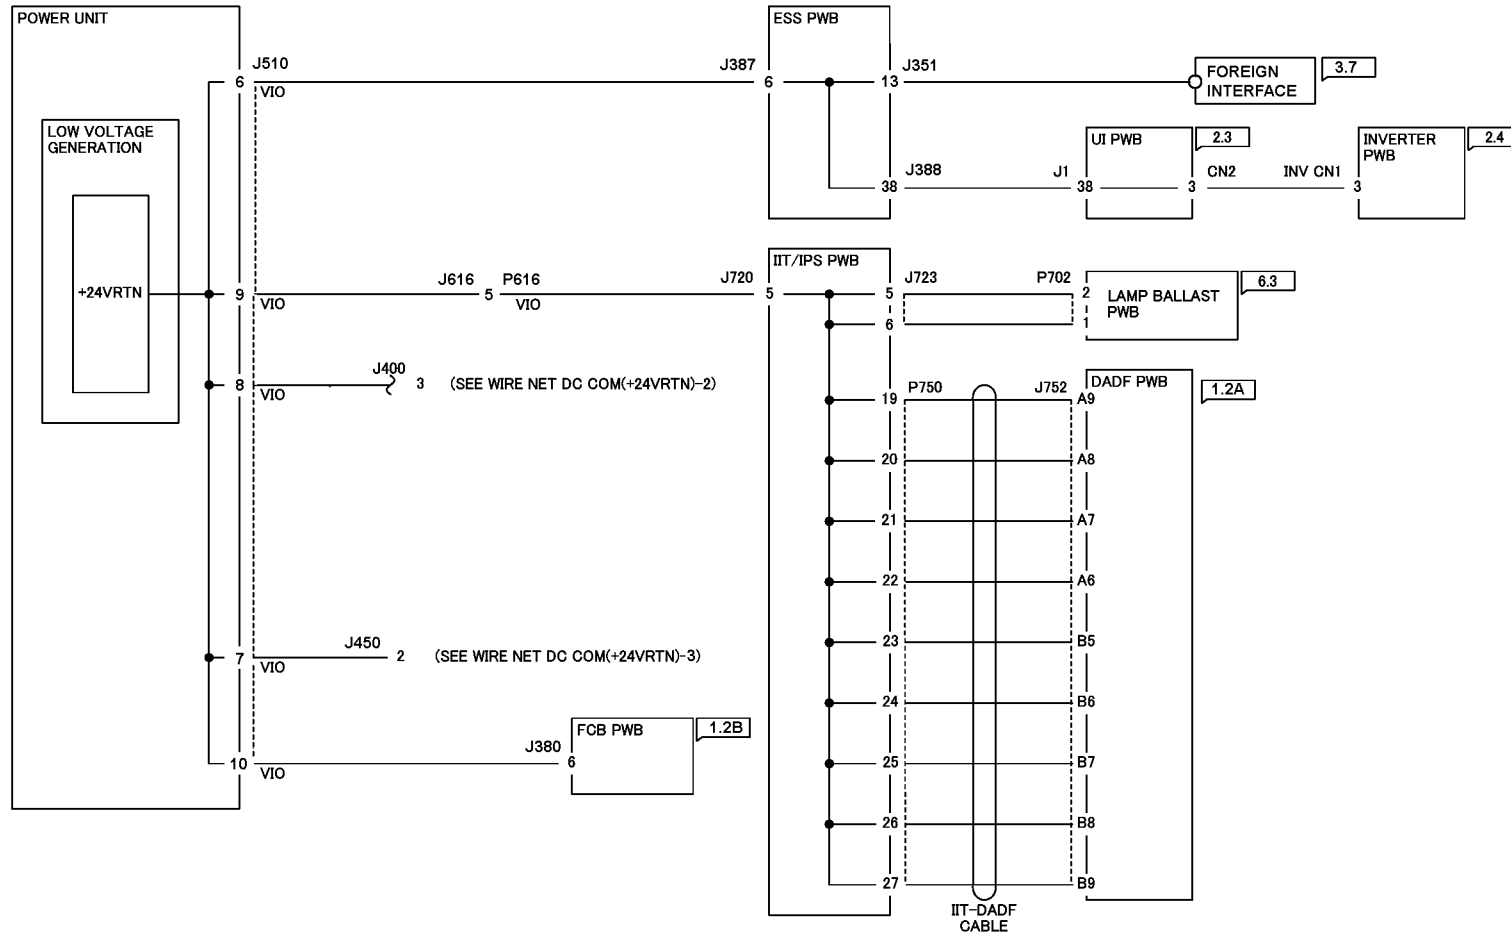 POWER UNIT
ESS PWB
J510
J387
J351
6
6
13
VIO
FOREIGN
INTERFACE
3.7
LOW VOLTAGE
GENERATION
UI PWB
2.3
INVERTER
PWB
2.4
J388
J1
CN2
INV CN1
38
38
3
3
IIT/IPS PWB
+24VRTN
9
VIO
J616
5
P616
VIO
J720
5
5
J723
P702
2
LAMP BALLAST
PWB
6.3
6
1
8
VIO
J400
3
(SEE WIRE NET DC COM(+24VRTN)-2)
P750
J752
DADF PWB
1.2A
19
A9
20
A8
21
A7
22
A6
23
B5
7
VIO
J450
2
(SEE WIRE NET DC COM(+24VRTN)-3)
24
B6
FCB PWB
1.2B
J380
10
VIO
6
25
B7
26
B8
27
B9
IIT-DADF
CABLE